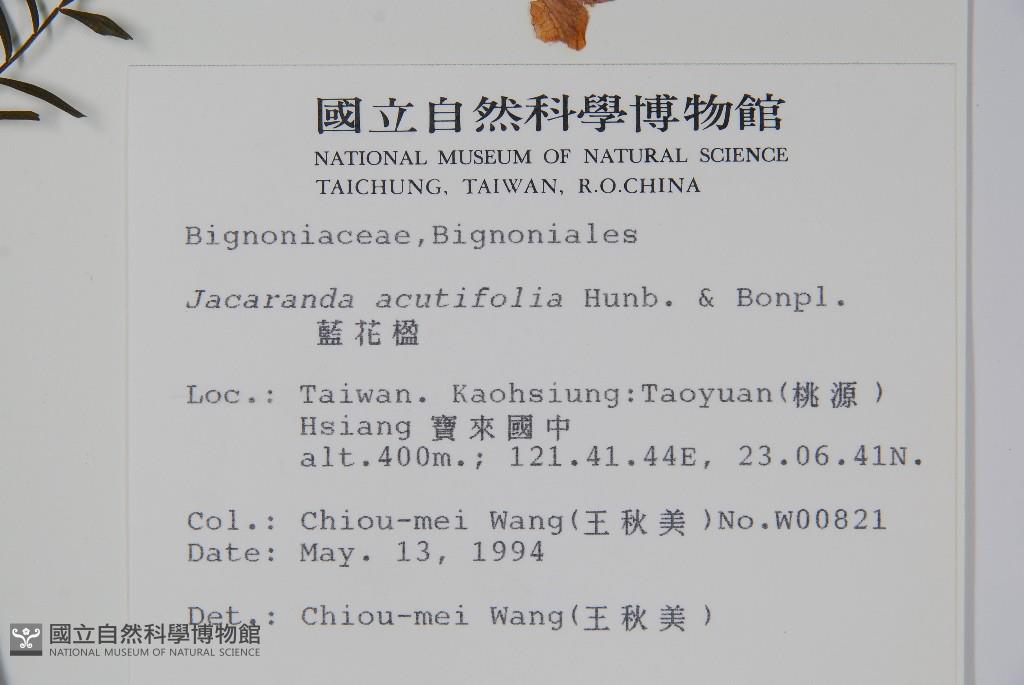 國立自然科學博物館
NATIONAL MUSEUM OF NATURAL SCIENCE
TAICHUNG, TAIWAN, R.O.CHINA
Bignoniaceae,Bignoniales
Jacaranda acutifolia Hunb. & Bonpl.
藍花楹
Loc.: Taiwan. Kaohsiung:Taoyuan(桃源)
Hsiang 寶來國中
alt.400m.; 121.41.44E, 23.06.41N.
Col.: Chiou-mei Wang(王秋美)No.W00821
Date: May. 13, 1994
Det.: Chiou-mei Wang(王秋美)
國立自然科學博物館
NATIONAL MUSEUM OF NATURAL SCIENCE